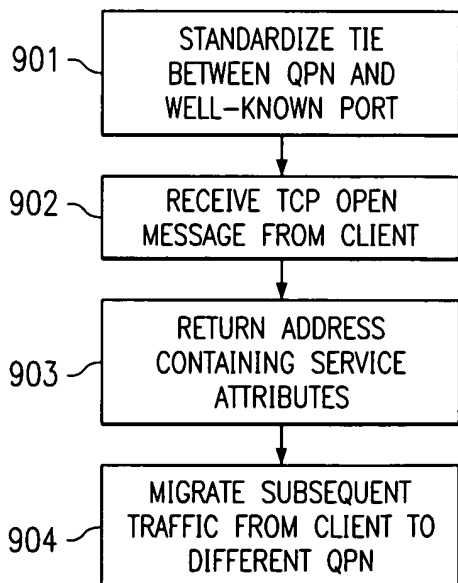 901
STANDARDIZE TIE
BETWEEN QPN AND
WELL-KNOWN PORT
902
RECEIVE TCP OPEN
MESSAGE FROM CLIENT
903
RETURN ADDRESS
CONTAINING SERVICE
ATTRIBUTES
904
MIGRATE SUBSEQUENT
TRAFFIC FROM CLIENT TO
DIFFERENT QPN